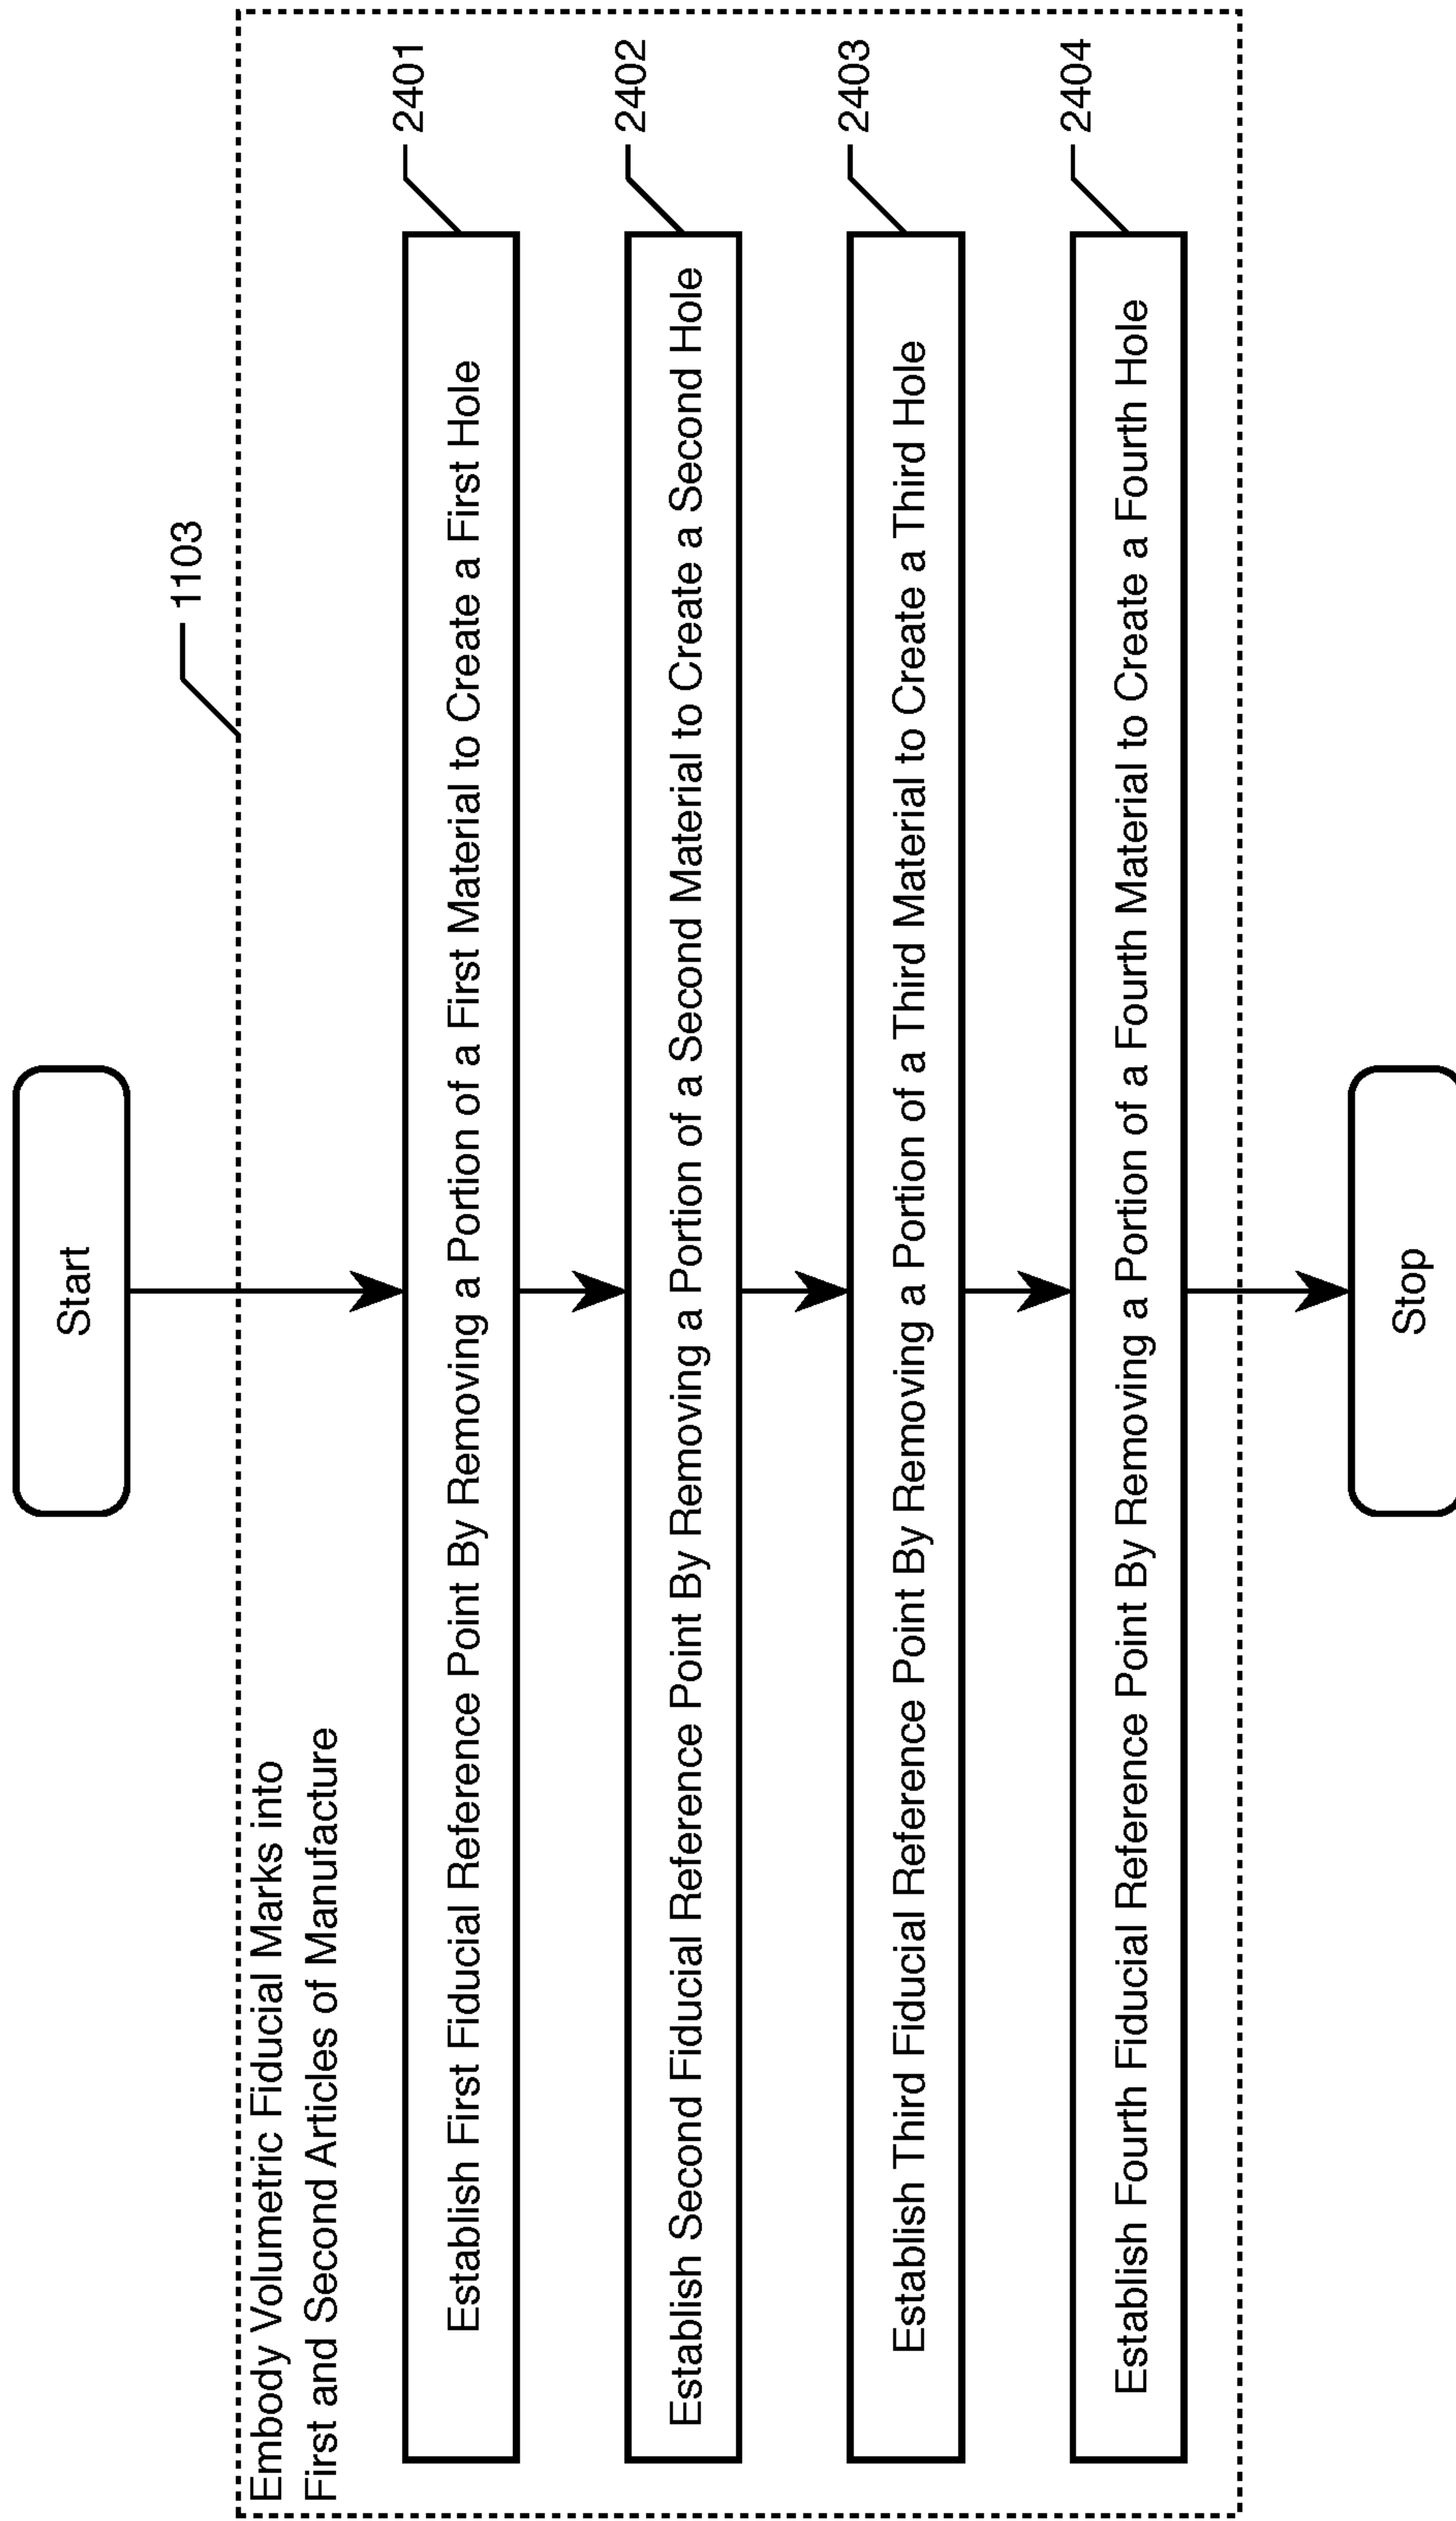 Start
1103
Embody Volumetric Fiducial Marks into
First and Second Articles of Manufacture
2401
Establish First Fiducial Reference Point By Removing a Portion of a First Material to Create a First Hole
2402
Establish Second Fiducial Reference Point By Removing a Portion of a Second Material to Create a Second Hole
2403
Establish Third Fiducial Reference Point By Removing a Portion of a Third Material to Create a Third Hole
2404
Establish Fourth Fiducial Reference Point By Removing a Portion of a Fourth Material to Create a Fourth Hole
Stop